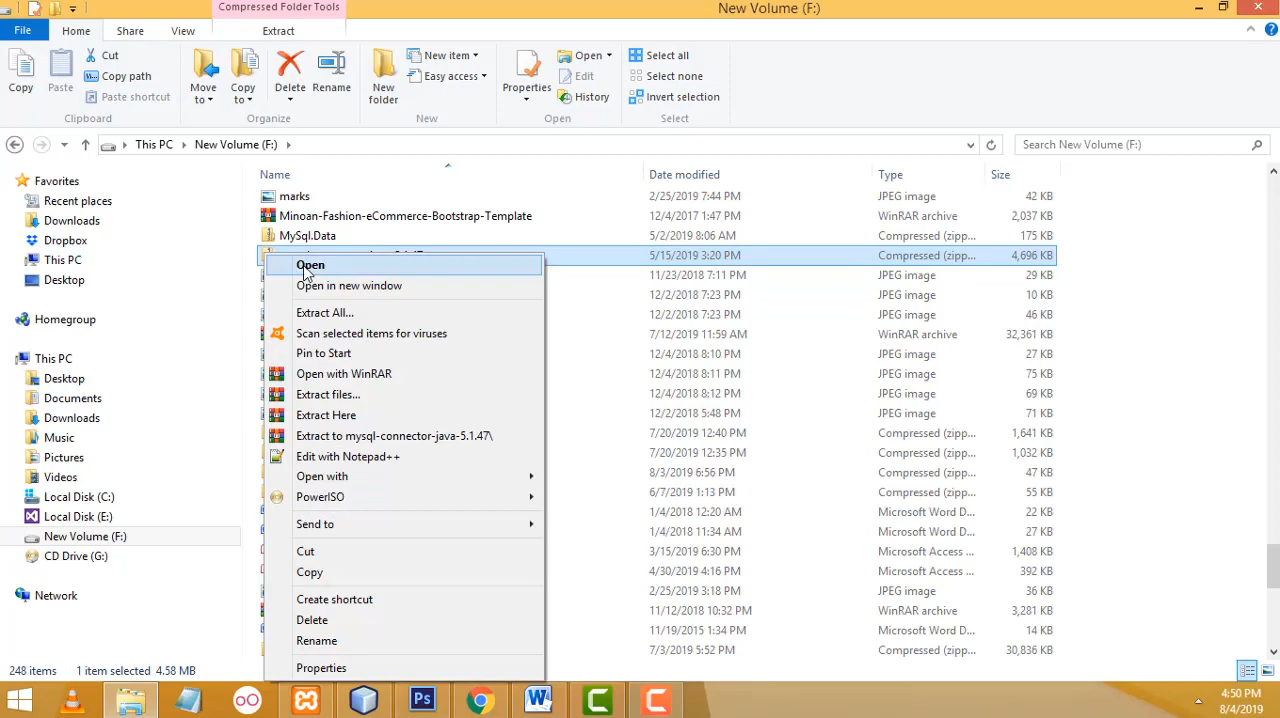 Compressed Folder Tools
New Volume (F:)
File Home Share View Extract
Copy
Paste
Cut
Copy path
Paste shortcut
Clipboard
Move to
Copy to
Delete
Rename
Organize
New folder
New item
Easy access
New
Properties
Open
Edit
History
Open
Select all
Select none
Invert selection
Select
This PC New Volume (F:)
Search New Volume (F:)
Favorites
Recent places
Downloads
Dropbox
This PC
Desktop
Homegroup
This PC
Desktop
Documents
Downloads
Music
Pictures
Videos
Local Disk (C:)
Local Disk (E:)
New Volume (F:)
CD Drive (G:)
Network
Name Date modified Type Size
marks 2/25/2019 7:44 PM JPEG image 42 KB
Minoan-Fashion-eCommerce-Bootstrap-Template 12/4/2017 1:47 PM WinRAR archive 2,037 KB
MySql.Data 5/2/2019 8:06 AM Compressed (zipp... 175 KB
5/15/2019 3:20 PM Compressed (zipp... 4,696 KB
11/23/2018 7:11 PM JPEG image 29 KB
12/2/2018 7:23 PM JPEG image 10 KB
12/2/2018 7:23 PM JPEG image 46 KB
7/12/2019 11:59 AM WinRAR archive 32,361 KB
12/4/2018 8:10 PM JPEG image 27 KB
12/4/2018 8:11 PM JPEG image 75 KB
12/4/2018 8:12 PM JPEG image 69 KB
12/2/2018 5:48 PM JPEG image 71 KB
7/20/2019 12:40 PM Compressed (zipp... 1,641 KB
7/20/2019 12:35 PM Compressed (zipp... 1,032 KB
8/3/2019 6:56 PM Compressed (zipp... 47 KB
6/7/2019 1:13 PM Compressed (zipp... 55 KB
1/4/2018 12:20 AM Microsoft Word D... 22 KB
1/4/2018 11:34 AM Microsoft Word D... 27 KB
3/15/2019 6:30 PM Microsoft Access ... 1,408 KB
4/30/2019 4:16 PM Microsoft Access ... 392 KB
2/25/2019 3:18 PM JPEG image 36 KB
11/12/2018 10:32 PM WinRAR archive 3,281 KB
11/19/2015 1:34 PM Microsoft Word D... 14 KB
7/3/2019 5:52 PM Compressed (zipp... 30,836 KB
Open
Open in new window
Extract All...
Scan selected items for viruses
Pin to Start
Open with WinRAR
Extract files...
Extract Here
Extract to mysql-connector-java-5.1.47\
Edit with Notepad++
Open with
PowerISO
Send to
Cut
Copy
Create shortcut
Delete
Rename
Properties
248 items 1 item selected 4.58 MB
Ps
4:50 PM
8/4/2019